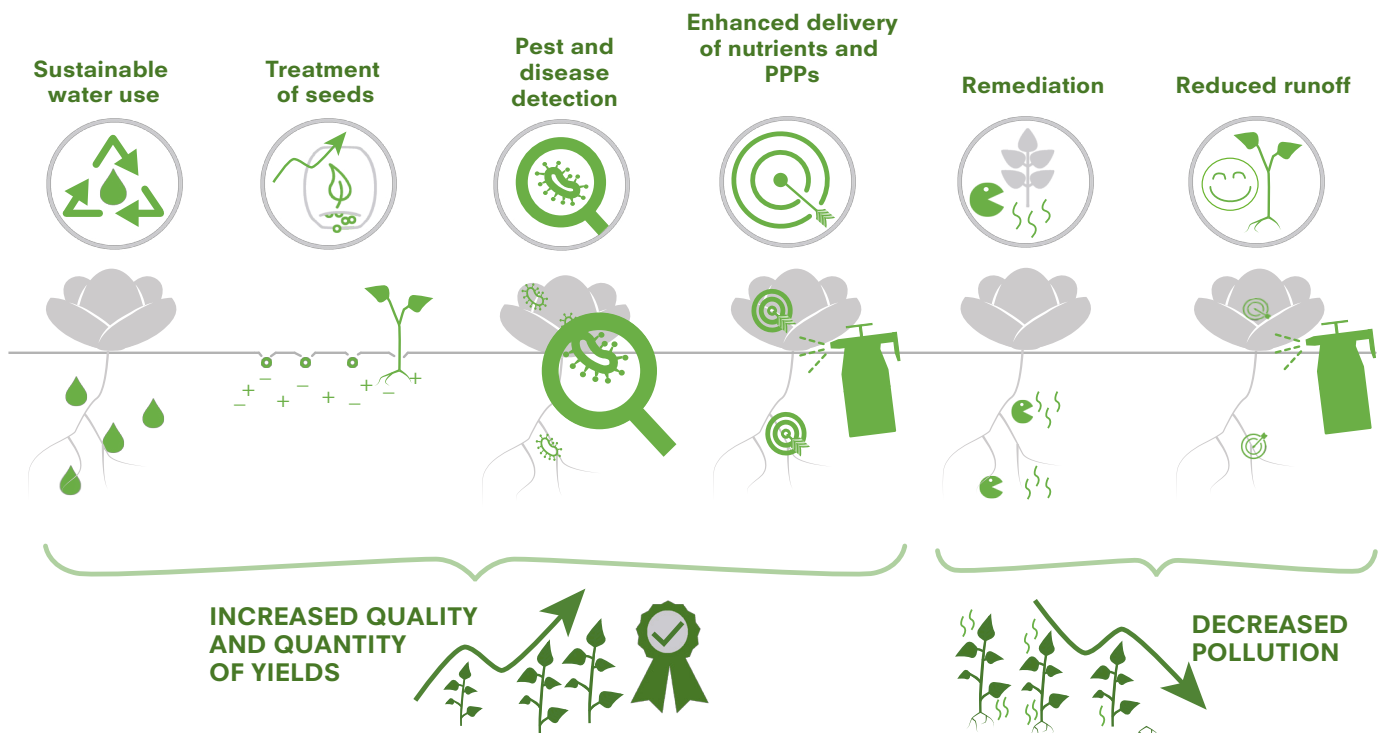 Sustainable
water use
Treatment
of seeds
Pest and
disease
detection
Enhanced delivery
of nutrients and
PPPs
Remediation
Reduced runoff
INCREASED QUALITY
AND QUANTITY
OF YIELDS
DECREASED
POLLUTION